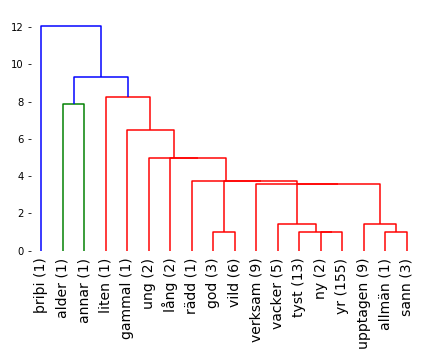 12
10
8
6
4
2
0
þriþi (1)
alder (1)
annar (1)
liten (1)
gammal (1)
ung (2)
lång (2)
rädd (1)
god (3)
vild (6)
verksam (9)
vacker (5)
tyst (13)
ny (2)
yr (155)
upptagen (9)
allmän (1)
sann (3)